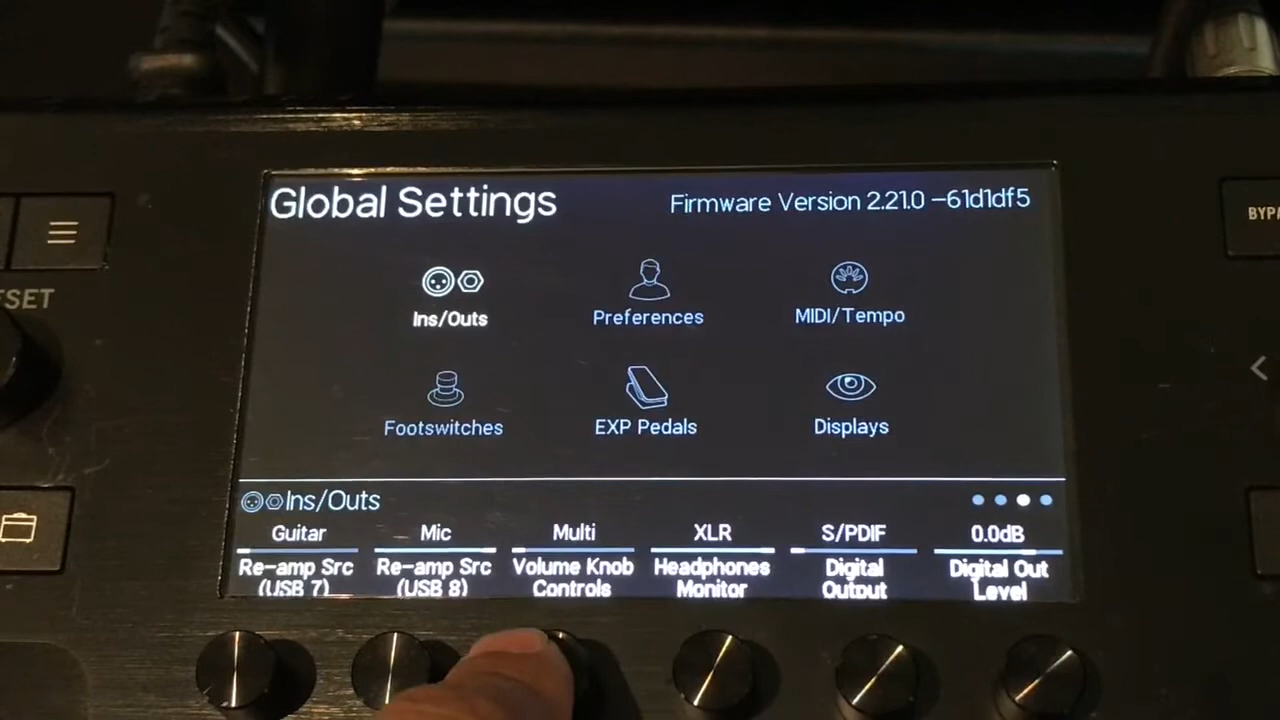 Global Settings
Firmware Version 2.21.0 -61d1df5
Ins/Outs
Preferences
MIDI/Tempo
Footswitches
EXP Pedals
Displays
Ins/Outs
Guitar
Mic
Multi
XLR
S/PDIF
0.0dB
Re-amp Src
(USB 7)
Re-amp Src
(USB 8)
Volume Knob
Controls
Headphones
Monitor
Digital
Output
Digital Out
Level